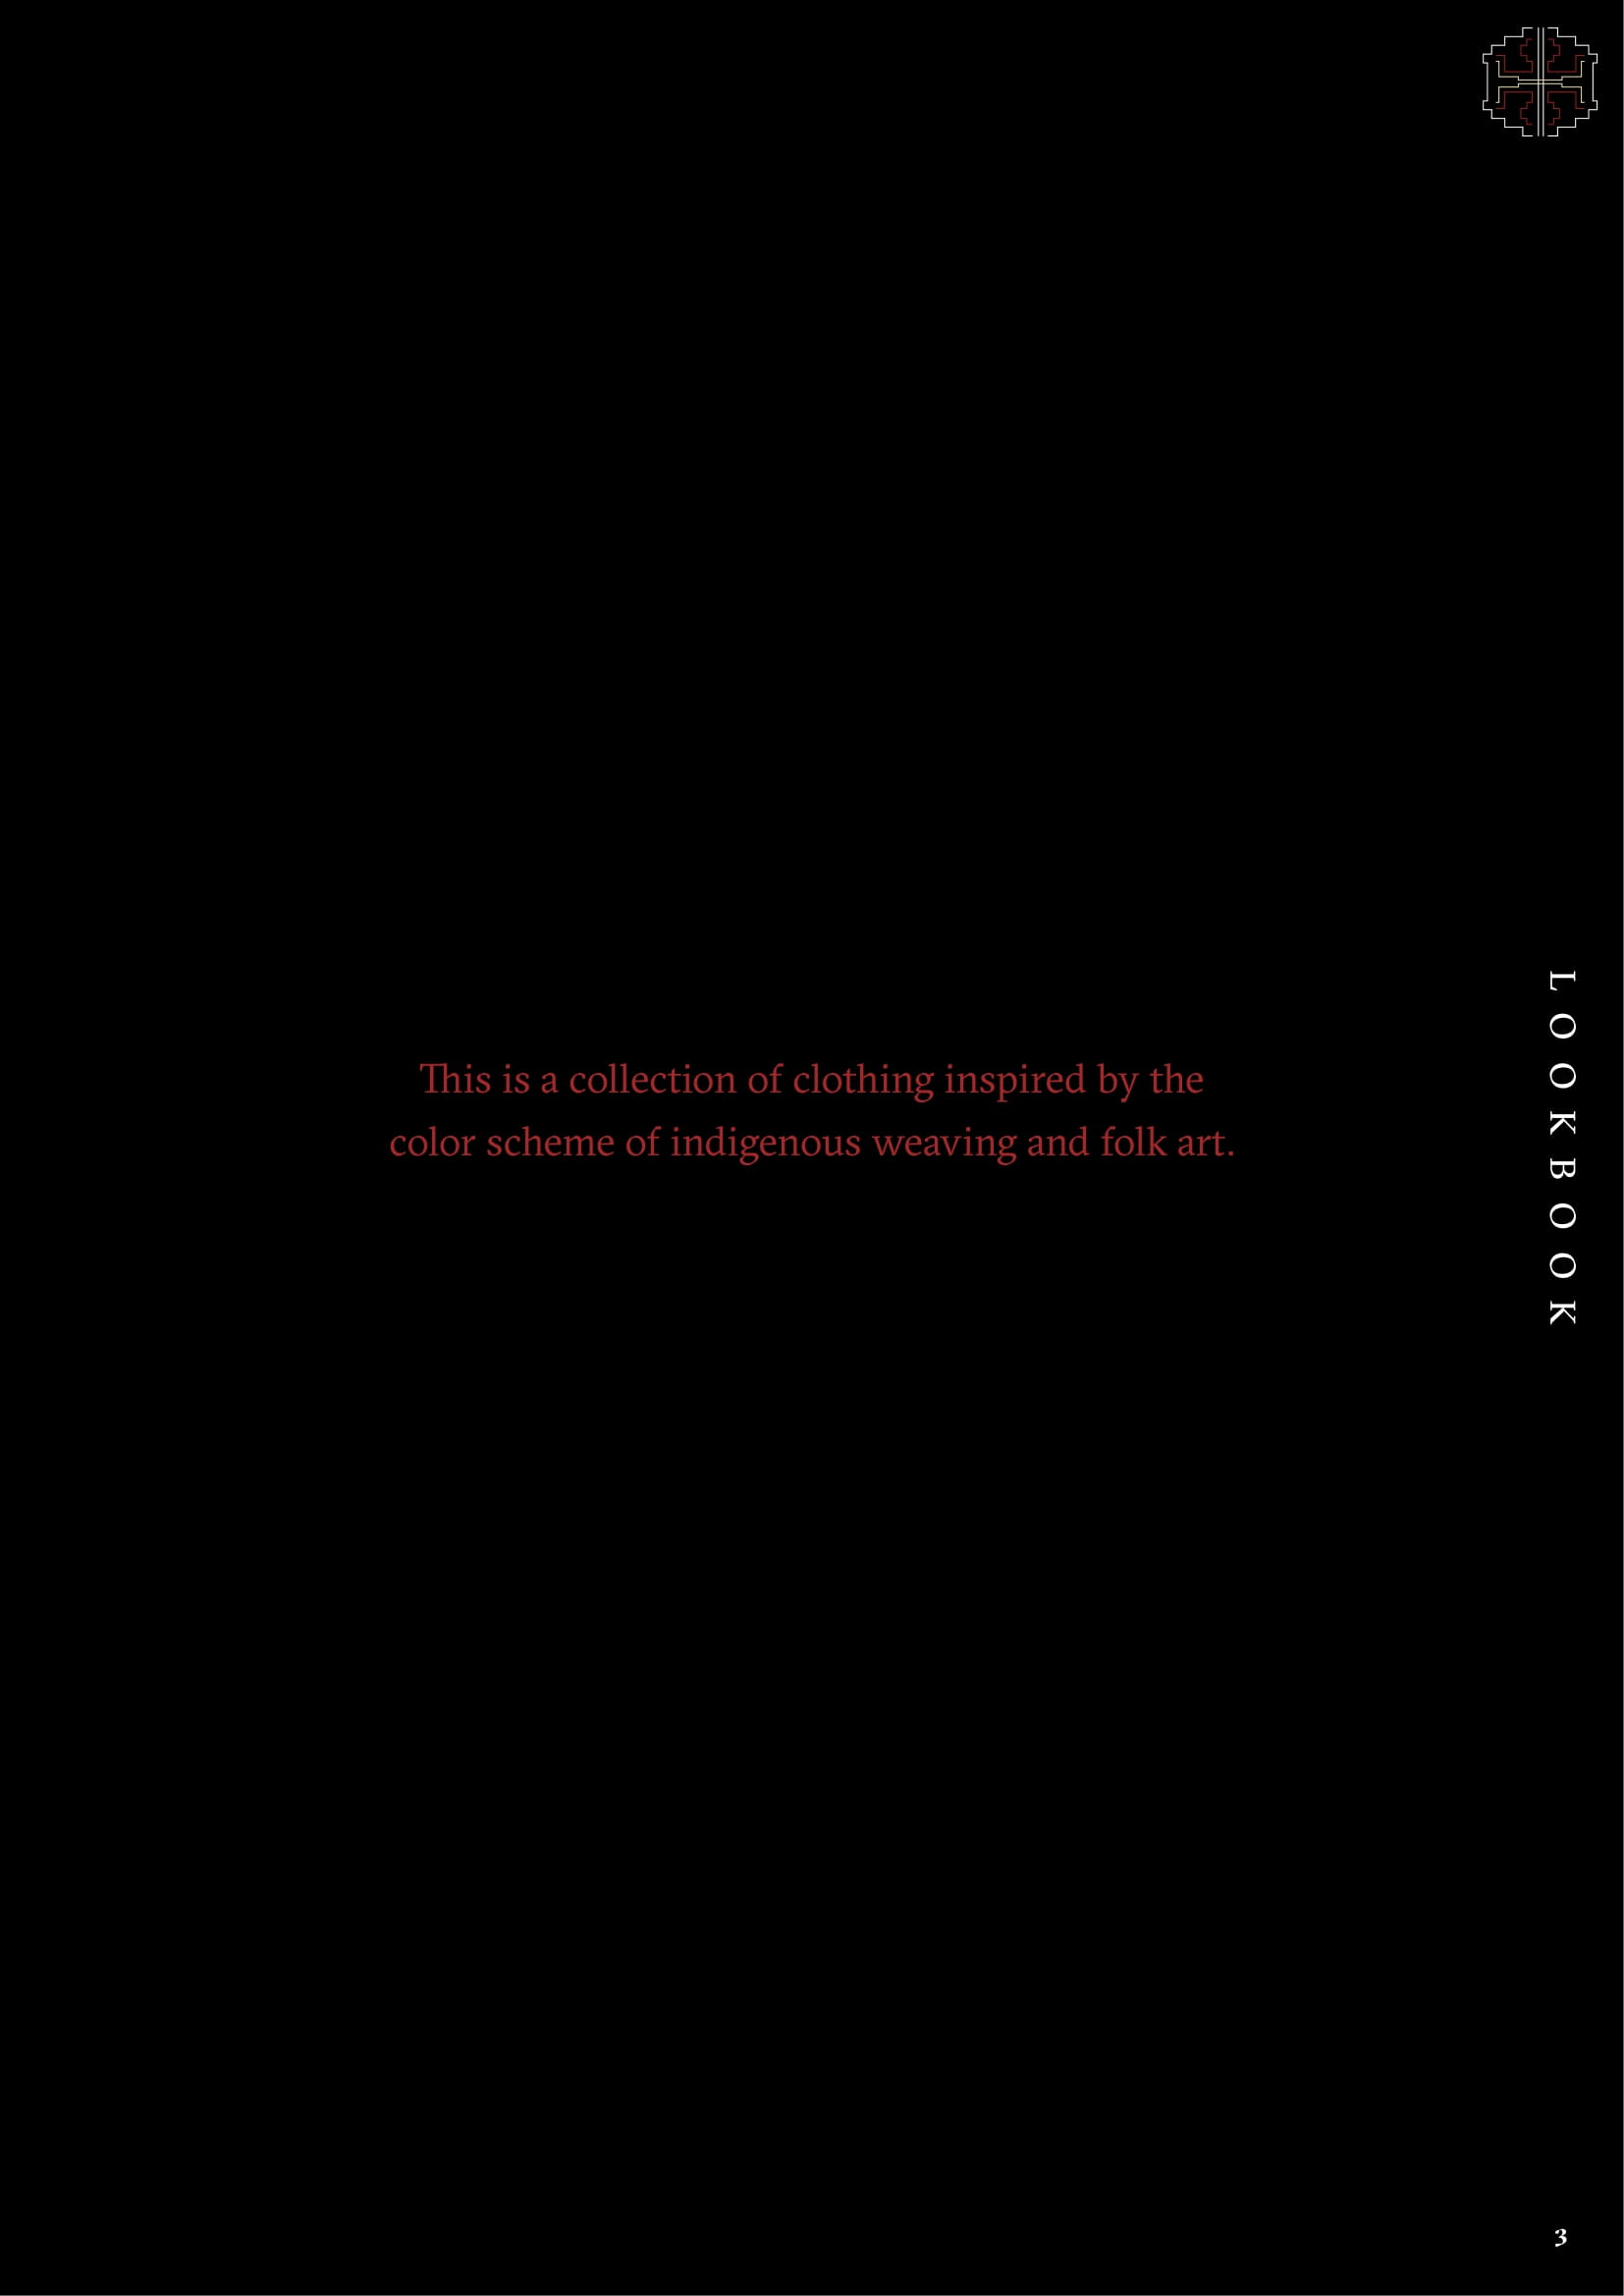 This is a collection of clothing inspired by the
color scheme of indigenous weaving and folk art.
LOOKBOOK
3